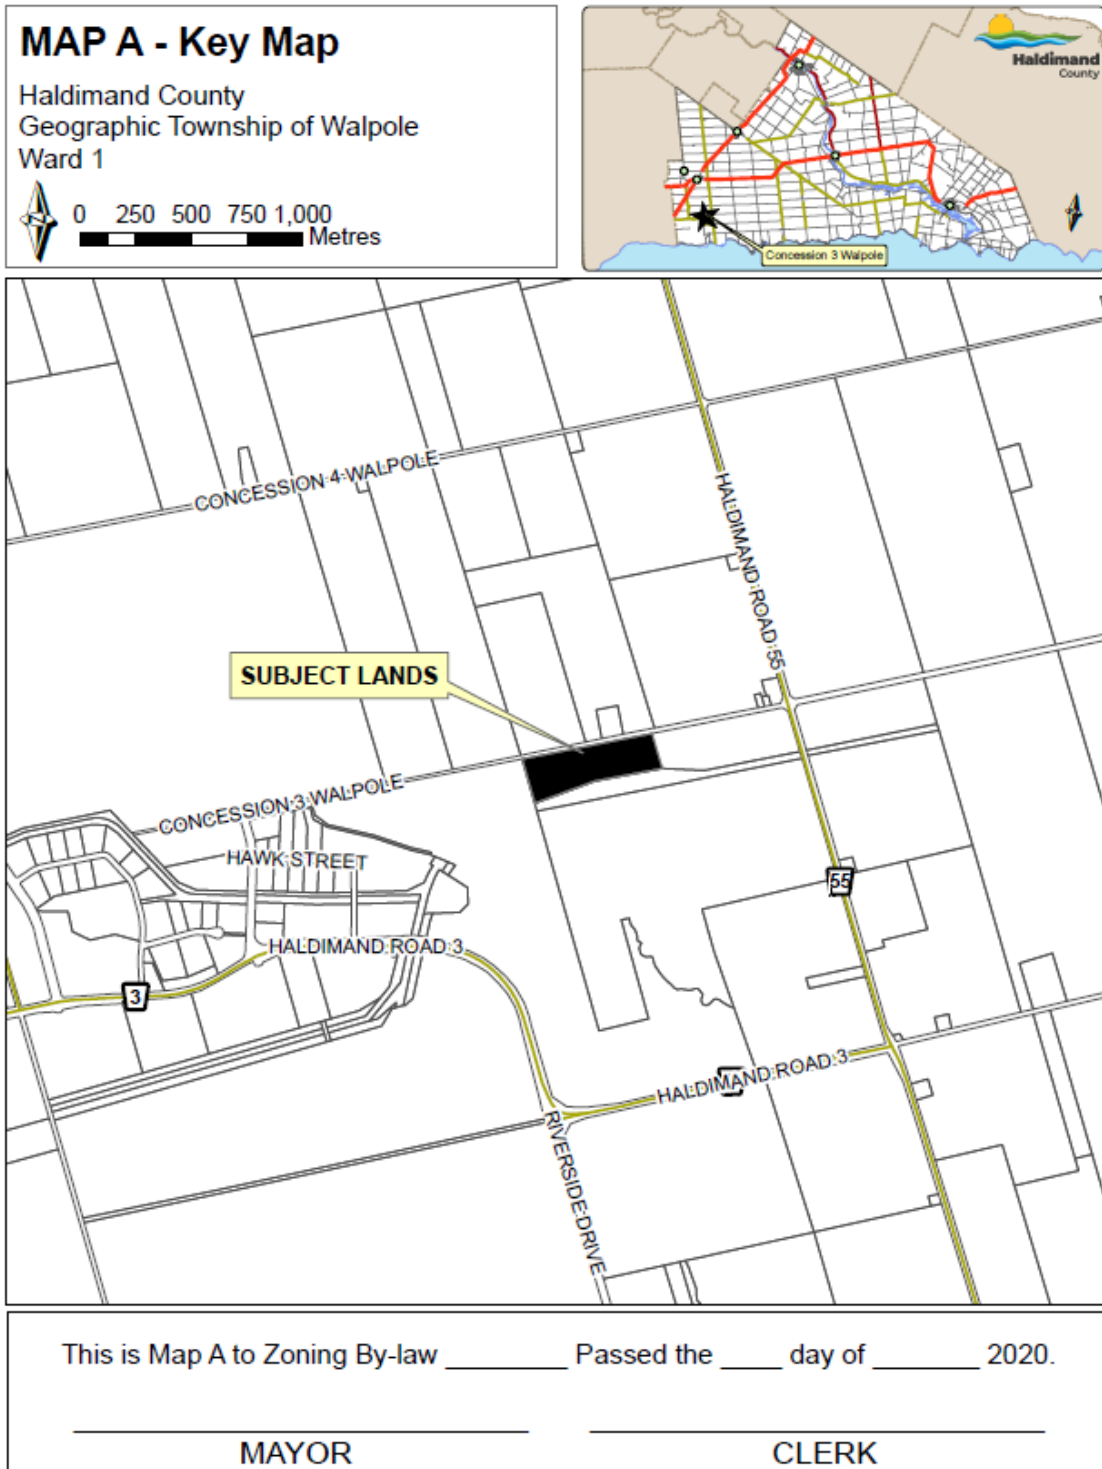 MAP A - Key Map
Haldimand County
Geographic Township of Walpole
Ward 1
0 250 500 750 1,000
Metres
Haldimand
County
Concession 3 Walpole
CONCESSION 4 WALPOLE
HALDIMAND ROAD 55
SUBJECT LANDS
CONCESSION 3 WALPOLE
HAWK STREET
55
HALDIMAND ROAD 3
3
HALDIMAND ROAD 3
RIVERSIDE DRIVE
This is Map A to Zoning By-law ________ Passed the ____ day of _______ 2020.
MAYOR CLERK